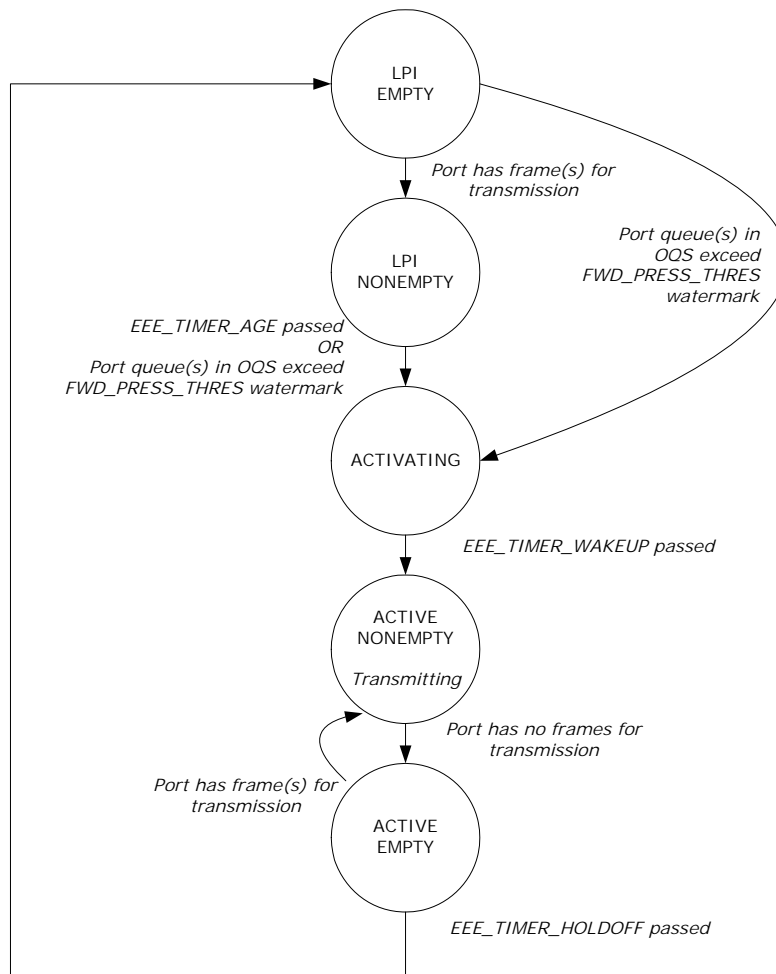 LPI
EMPTY
Port has frame(s) for
transmission
Port queue(s) in
OQS exceed
FWD_PRESS_THRES
watermark
LPI
NONEMPTY
EEE_TIMER_AGE passed
OR
Port queue(s) in OQS exceed
FWD_PRESS_THRES watermark
ACTIVATING
EEE_TIMER_WAKEUP passed
ACTIVE
NONEMPTY
Transmitting
Port has no frames for
transmission
Port has frame(s) for
transmission
ACTIVE
EMPTY
EEE_TIMER_HOLDOFF passed